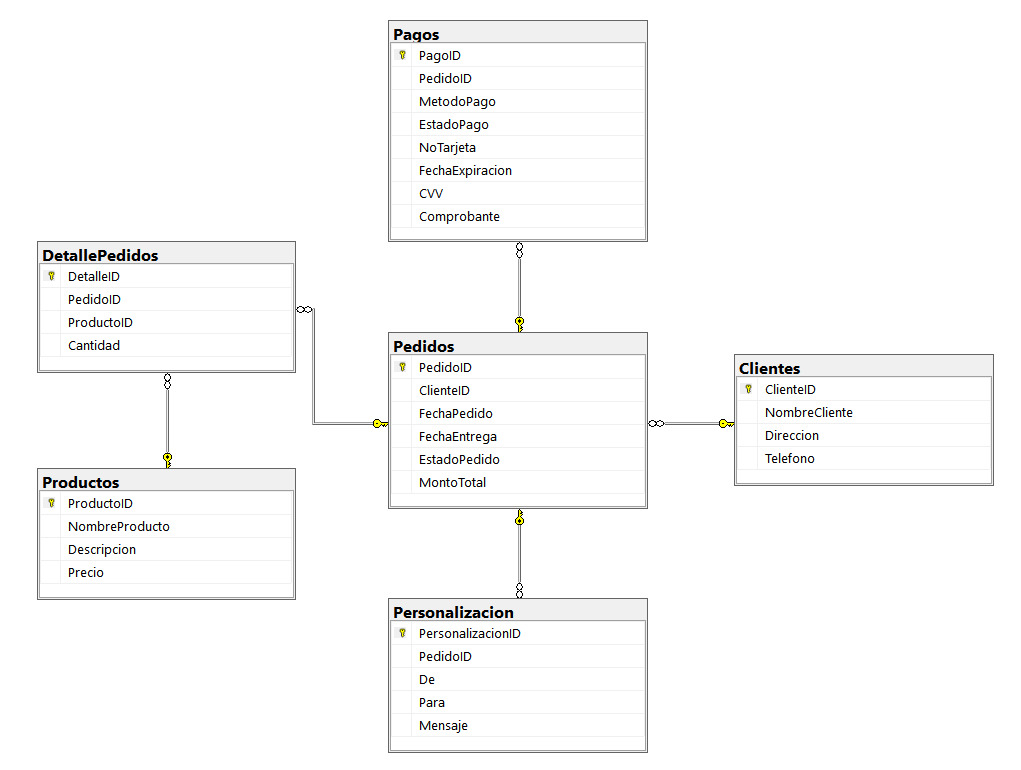 Pagos
PagoID
PedidoID
MetodoPago
EstadoPago
NoTarjeta
FechaExpiracion
CVV
Comprobante
DetallePedidos
DetalleID
PedidoID
ProductoID
Cantidad
Pedidos
PedidoID
ClienteID
FechaPedido
FechaEntrega
EstadoPedido
MontoTotal
Clientes
ClienteID
NombreCliente
Direccion
Telefono
Productos
ProductoID
NombreProducto
Descripcion
Precio
Personalizacion
PersonalizacionID
PedidoID
De
Para
Mensaje